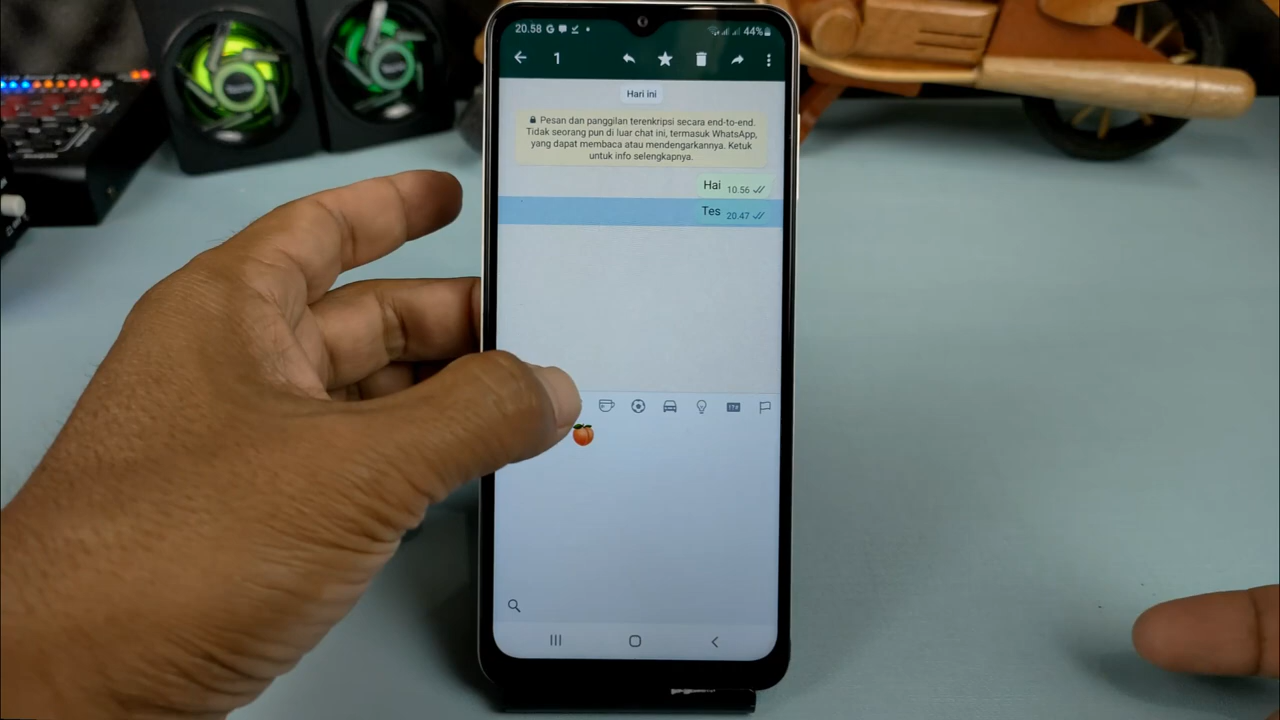 20.58 G 44%
1
Hari ini
Pesan dan panggilan terenkripsi secara end-to-end.
Tidak seorang pun di luar chat ini, termasuk WhatsApp,
yang dapat membaca atau mendengarkannya. Ketuk
untuk info selengkapnya.
Hai 10.56
Tes 20.47